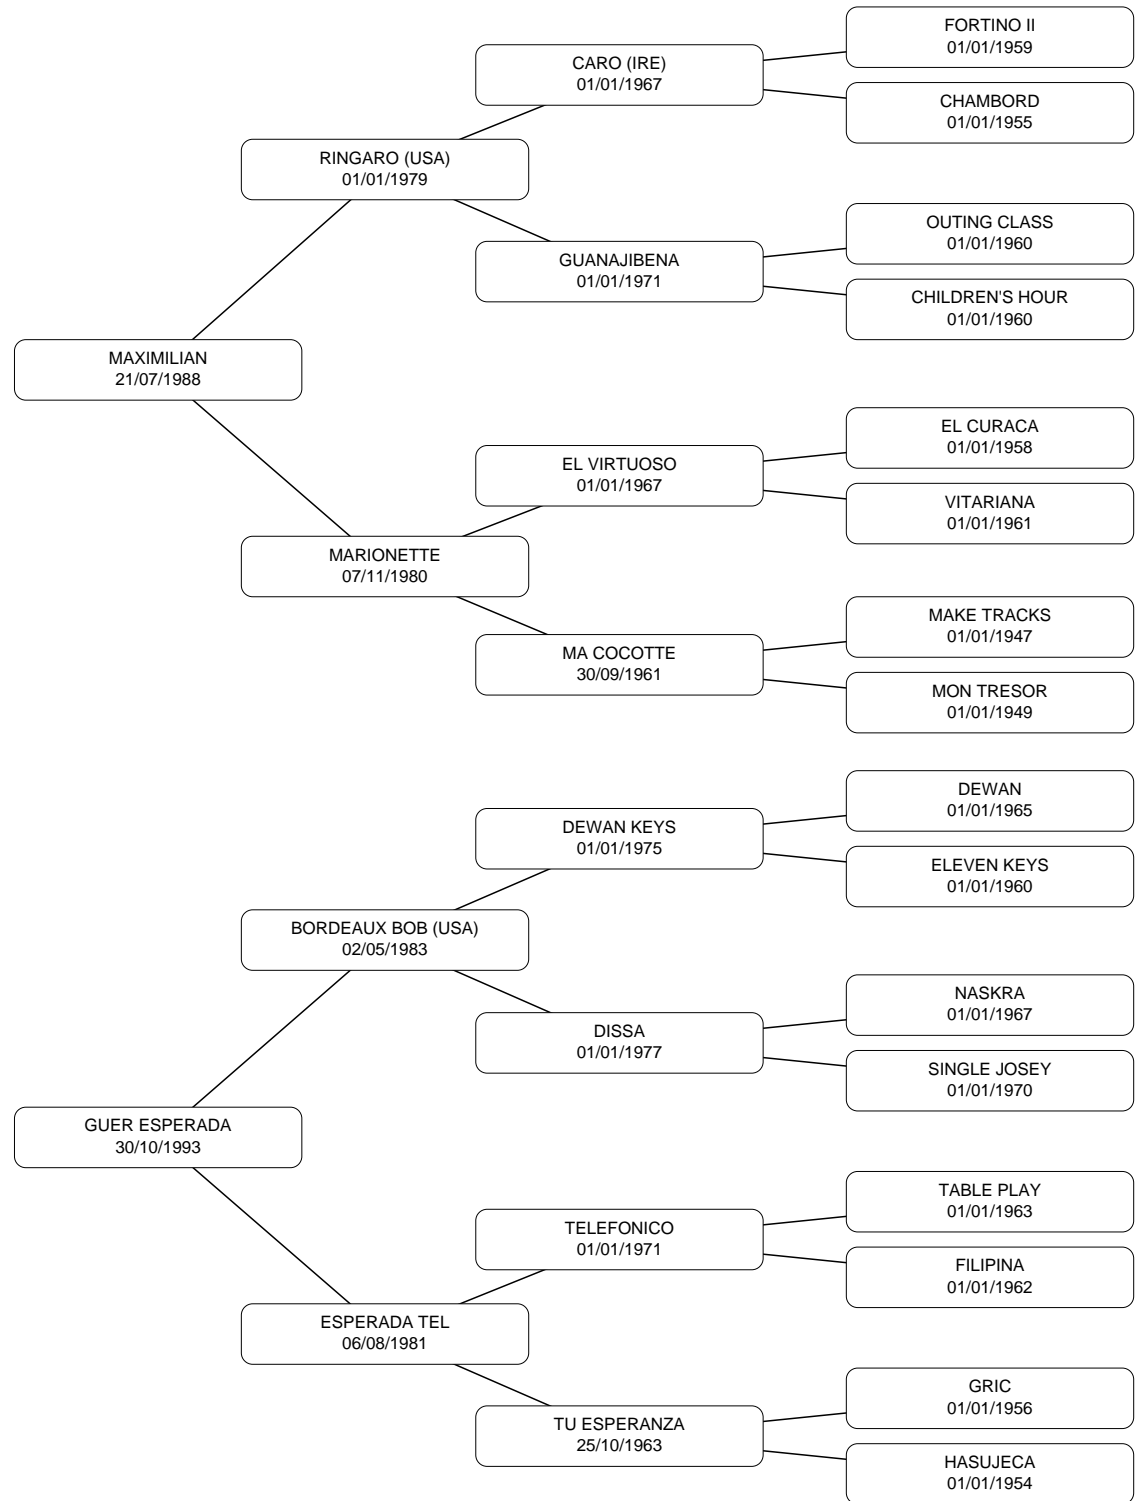 FORTINO II
01/01/1959
CARO (IRE)
01/01/1967
CHAMBORD
01/01/1955
RINGARO (USA)
01/01/1979
OUTING CLASS
01/01/1960
GUANAJIBENA
01/01/1971
CHILDREN'S HOUR
01/01/1960
MAXIMILIAN
21/07/1988
EL CURACA
01/01/1958
EL VIRTUOSO
01/01/1967
VITARIANA
01/01/1961
MARIONETTE
07/11/1980
MAKE TRACKS
01/01/1947
MA COCOTTE
30/09/1961
MON TRESOR
01/01/1949
DEWAN
01/01/1965
DEWAN KEYS
01/01/1975
ELEVEN KEYS
01/01/1960
BORDEAUX BOB (USA)
02/05/1983
NASKRA
01/01/1967
DISSA
01/01/1977
SINGLE JOSEY
01/01/1970
GUER ESPERADA
30/10/1993
TABLE PLAY
01/01/1963
TELEFONICO
01/01/1971
FILIPINA
01/01/1962
ESPERADA TEL
06/08/1981
GRIC
01/01/1956
TU ESPERANZA
25/10/1963
HASUJECA
01/01/1954